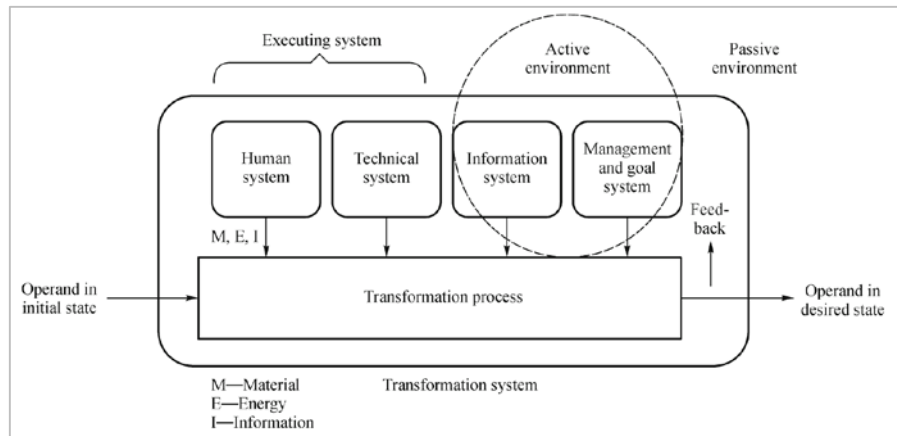 Executing system
Active
environment
Passive
environment
Human
system
Technical
system
Information
system
Management
and goal
system
Feed-
back
M, E, I
Operand in
initial state
Transformation process
Operand in
desired state
M—Material
E—Energy
I—Information
Transformation system